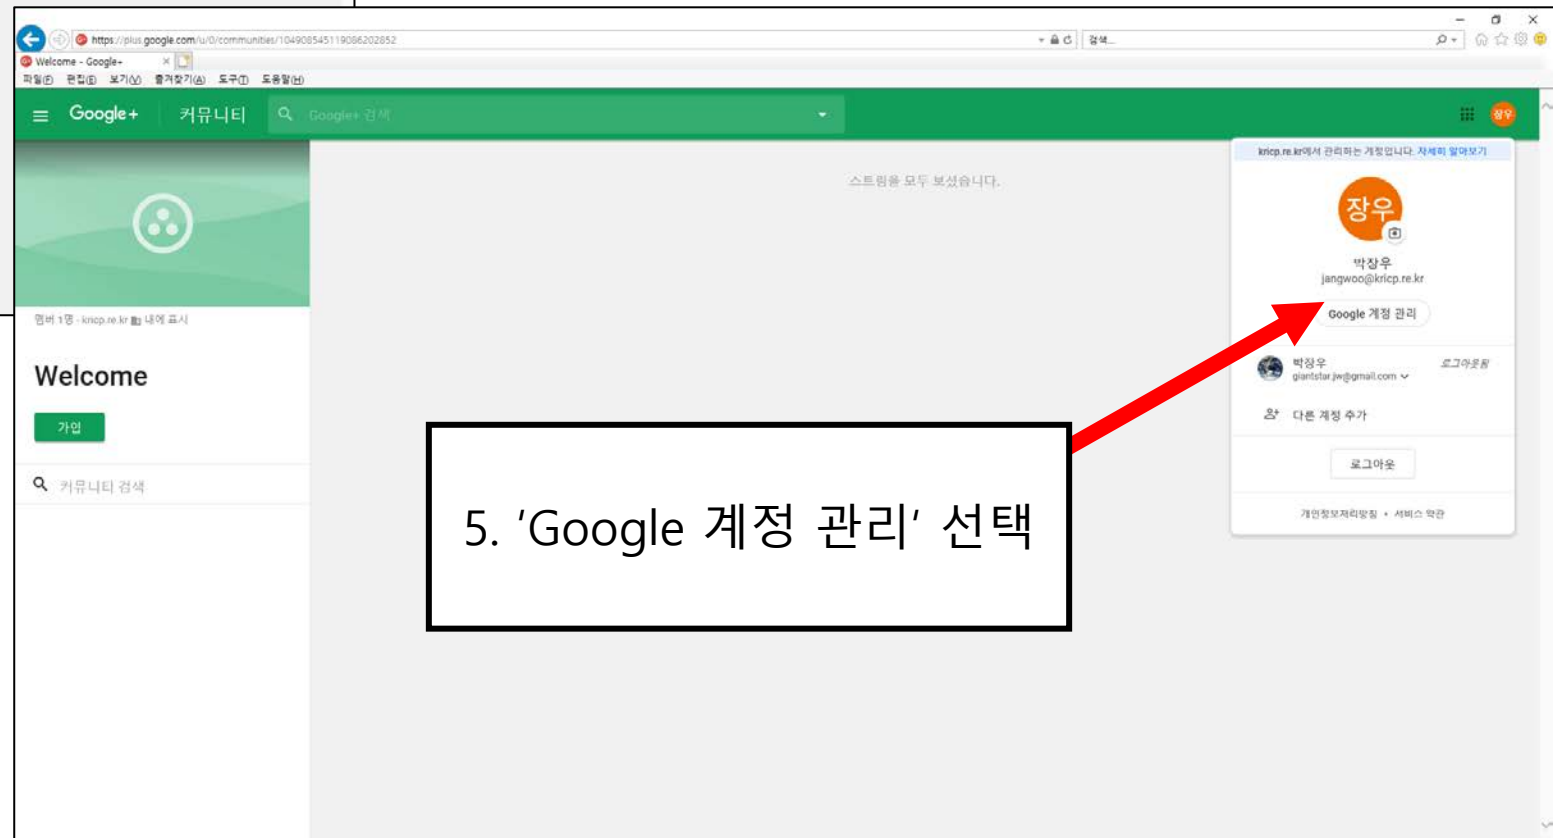 https://plus.google.com/u/0/communities/104908545119086202852
검색...
Welcome - Google+
파일(F) 편집(E) 보기(V) 즐겨찾기(A) 도구(T) 도움말(H)
Google+ 커뮤니티 Google+ 검색
장우
kricp.re.kr에서 관리하는 계정입니다. 자세히 알아보기
스트림을 모두 보셨습니다.
장우
박장우
jangwoo@kricp.re.kr
Google 계정 관리
멤버 1명 - kricp.re.kr 내에 표시
박장우 로그아웃됨
giantstar.jw@gmail.com
Welcome
다른 계정 추가
가입
로그아웃
커뮤니티 검색
개인정보처리방침 • 서비스 약관
5. ‘Google 계정 관리’ 선택